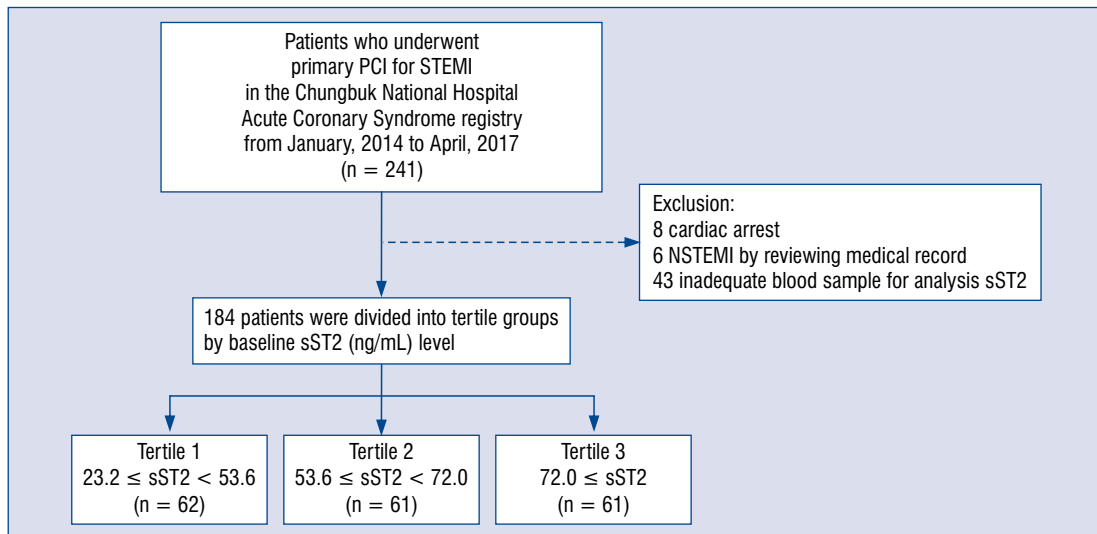 Patients who underwent
primary PCI for STEMI
in the Chungbuk National Hospital
Acute Coronary Syndrome registry
from January, 2014 to April, 2017
(n = 241)
Exclusion:
8 cardiac arrest
6 NSTEMI by reviewing medical record
43 inadequate blood sample for analysis sST2
184 patients were divided into tertile groups
by baseline sST2 (ng/mL) level
Tertile 1
23.2 ≤ sST2 < 53.6
(n = 62)
Tertile 2
53.6 ≤ sST2 < 72.0
(n = 61)
Tertile 3
72.0 ≤ sST2
(n = 61)